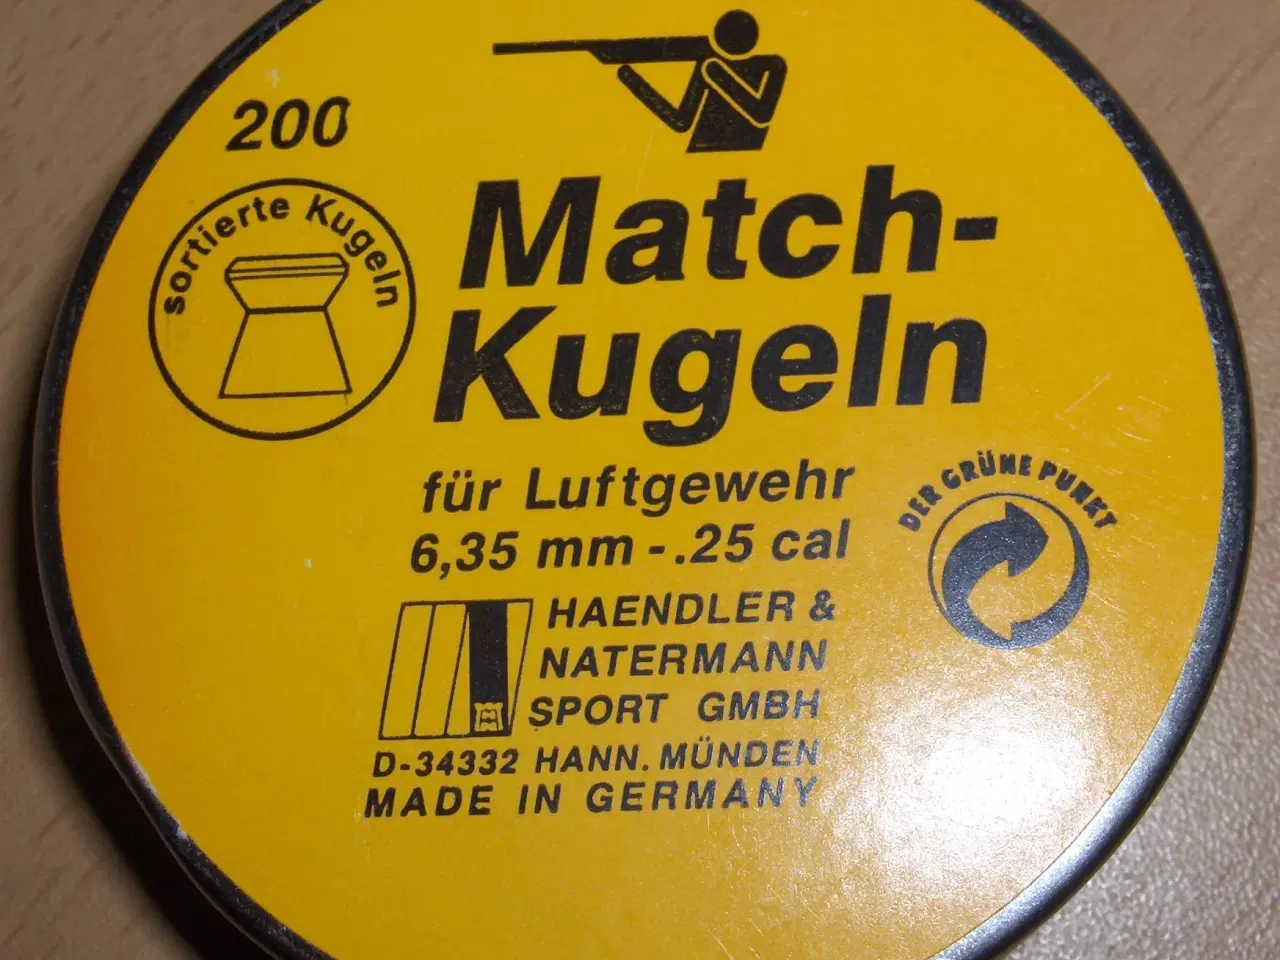 200
sortierte Kugeln
Match-
Kugeln
für Luftgewehr
6,35 mm - .25 cal
DER GRÜNE PUNKT
HAENDLER &
NATERMANN
SPORT GMBH
D-34332 HANN. MÜNDEN
MADE IN GERMANY